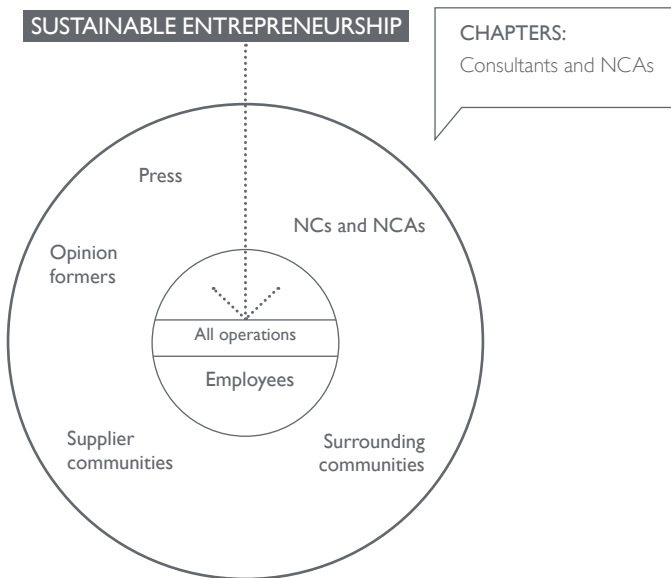 SUSTAINABLE ENTREPRENEURSHIP
CHAPTERS:
Consultants and NCAs
Press
NCs and NCAs
Opinion
formers
All operations
Employees
Supplier
communities
Surrounding
communities